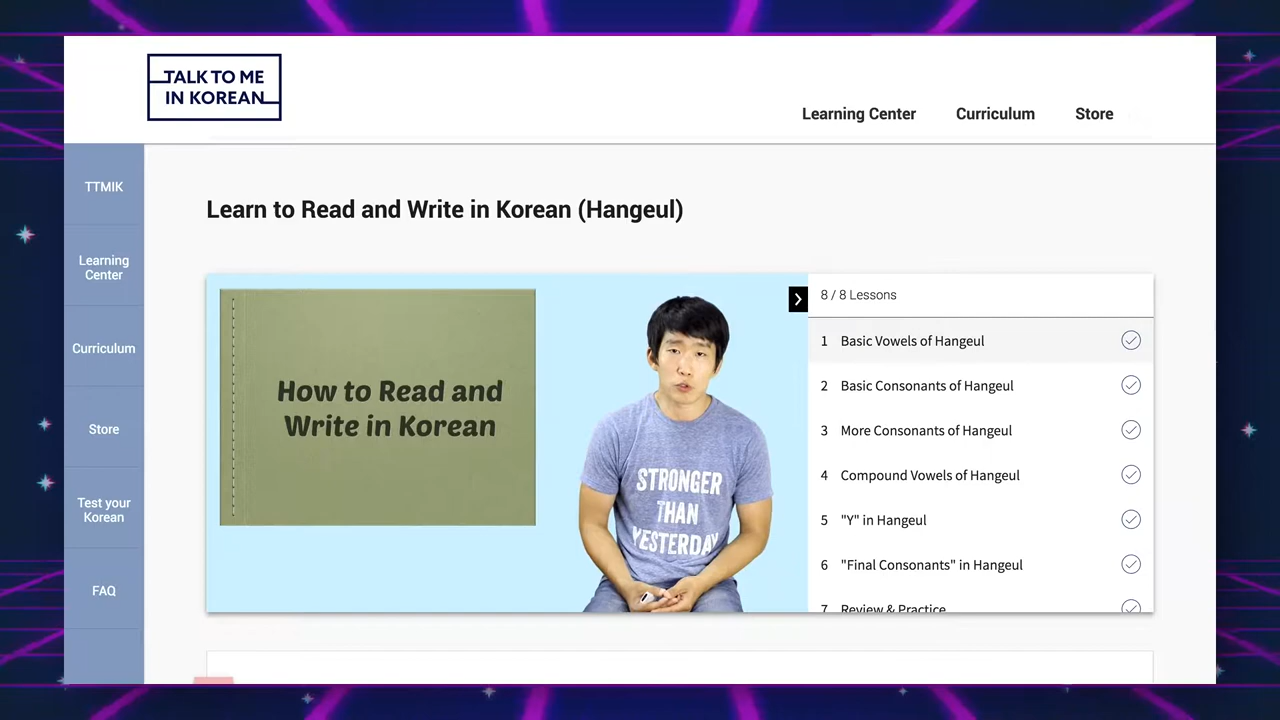 TALK TO ME
IN KOREAN
Learning Center
Curriculum
Store
TTMIK
Learning
Center
Curriculum
Store
Test your
Korean
FAQ
Learn to Read and Write in Korean (Hangeul)
How to Read and
Write in Korean
STRONGER
THAN
YESTERDAY
8 / 8 Lessons
1 Basic Vowels of Hangeul
2 Basic Consonants of Hangeul
3 More Consonants of Hangeul
4 Compound Vowels of Hangeul
5 "Y" in Hangeul
6 "Final Consonants" in Hangeul
7 Review & Practice